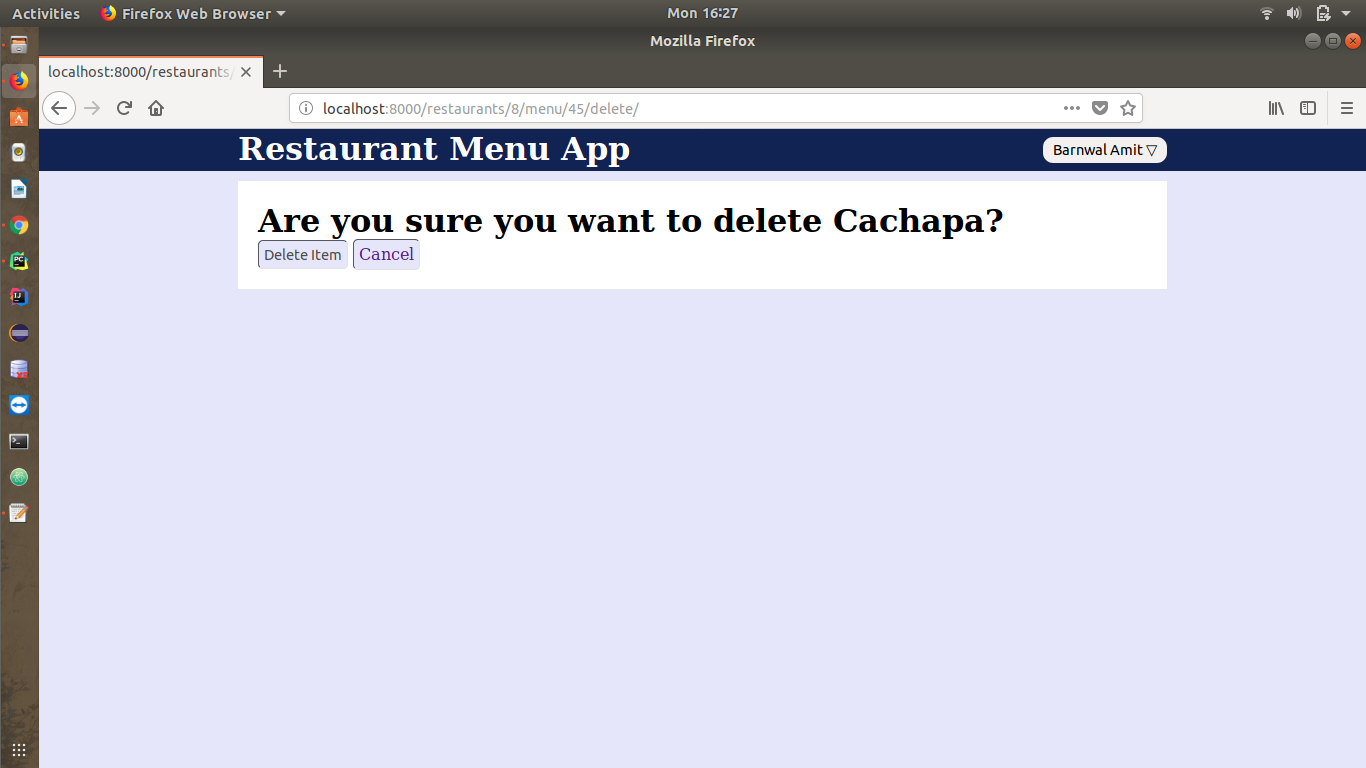 Activities Firefox Web Browser Mon 16:27
Mozilla Firefox
localhost:8000/restaurants/
localhost:8000/restaurants/8/menu/45/delete/
Restaurant Menu App Barnwal Amit ▽
Are you sure you want to delete Cachapa?
Delete Item Cancel